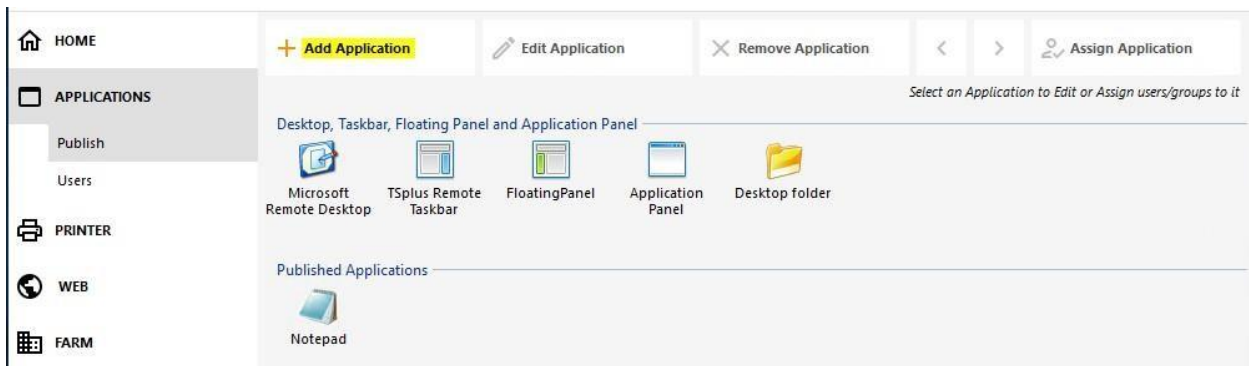 HOME
Add Application
Edit Application
Remove Application
Assign Application
APPLICATIONS
Select an Application to Edit or Assign users/groups to it
Publish
Users
PRINTER
WEB
FARM
Desktop, Taskbar, Floating Panel and Application Panel
Microsoft
Remote Desktop
TSplus Remote
Taskbar
FloatingPanel
Application
Panel
Desktop folder
Published Applications
Notepad